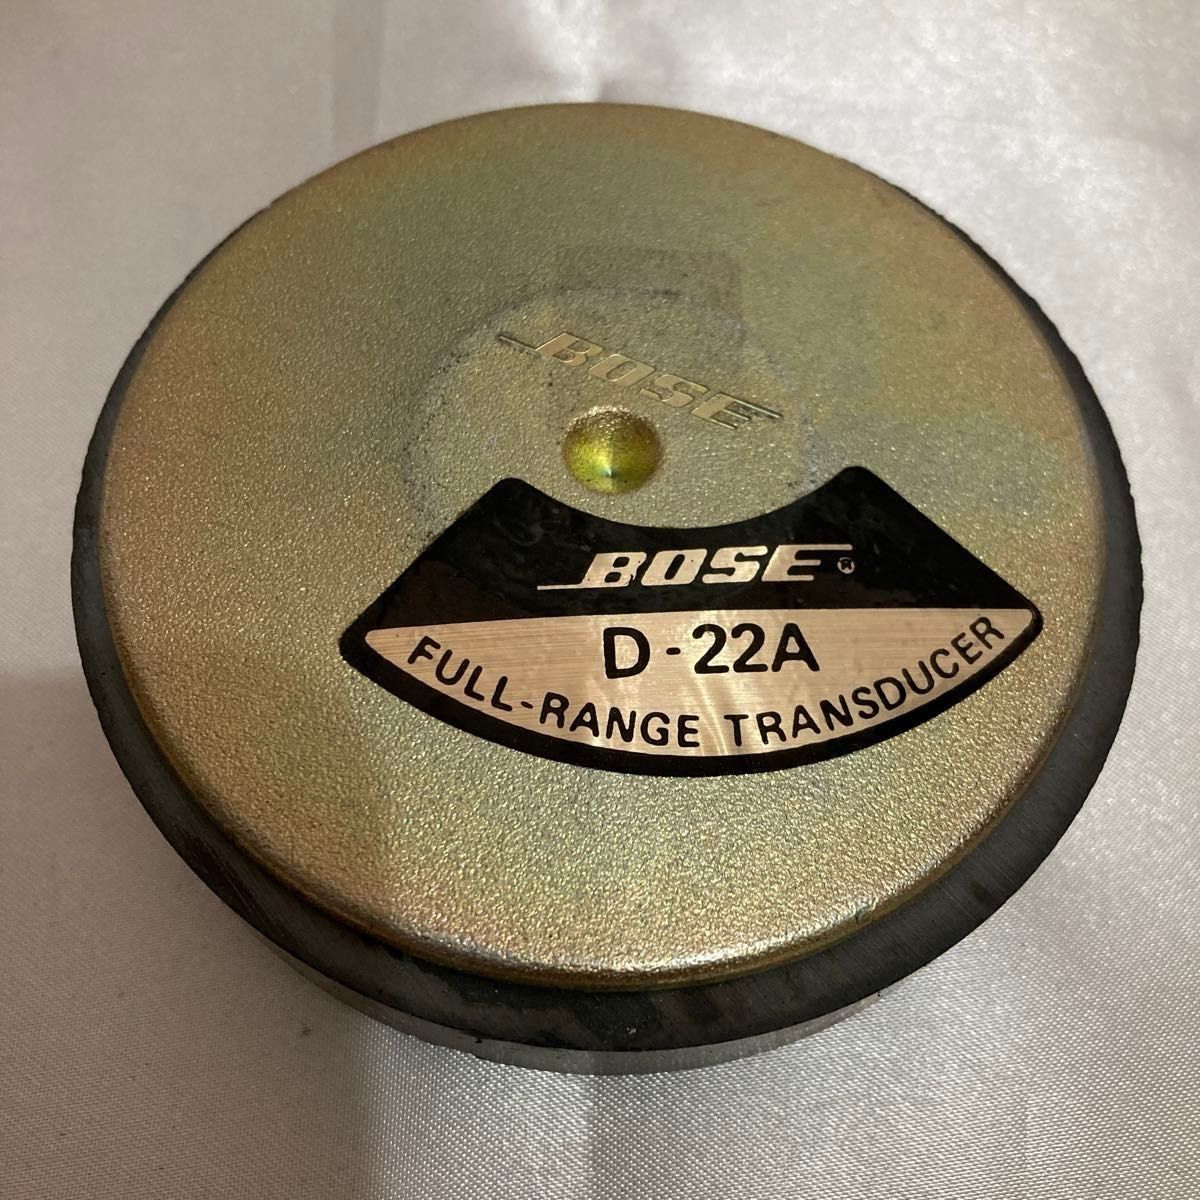 BOSE
BOSE®
D-22A
FULL-RANGE TRANSDUCER